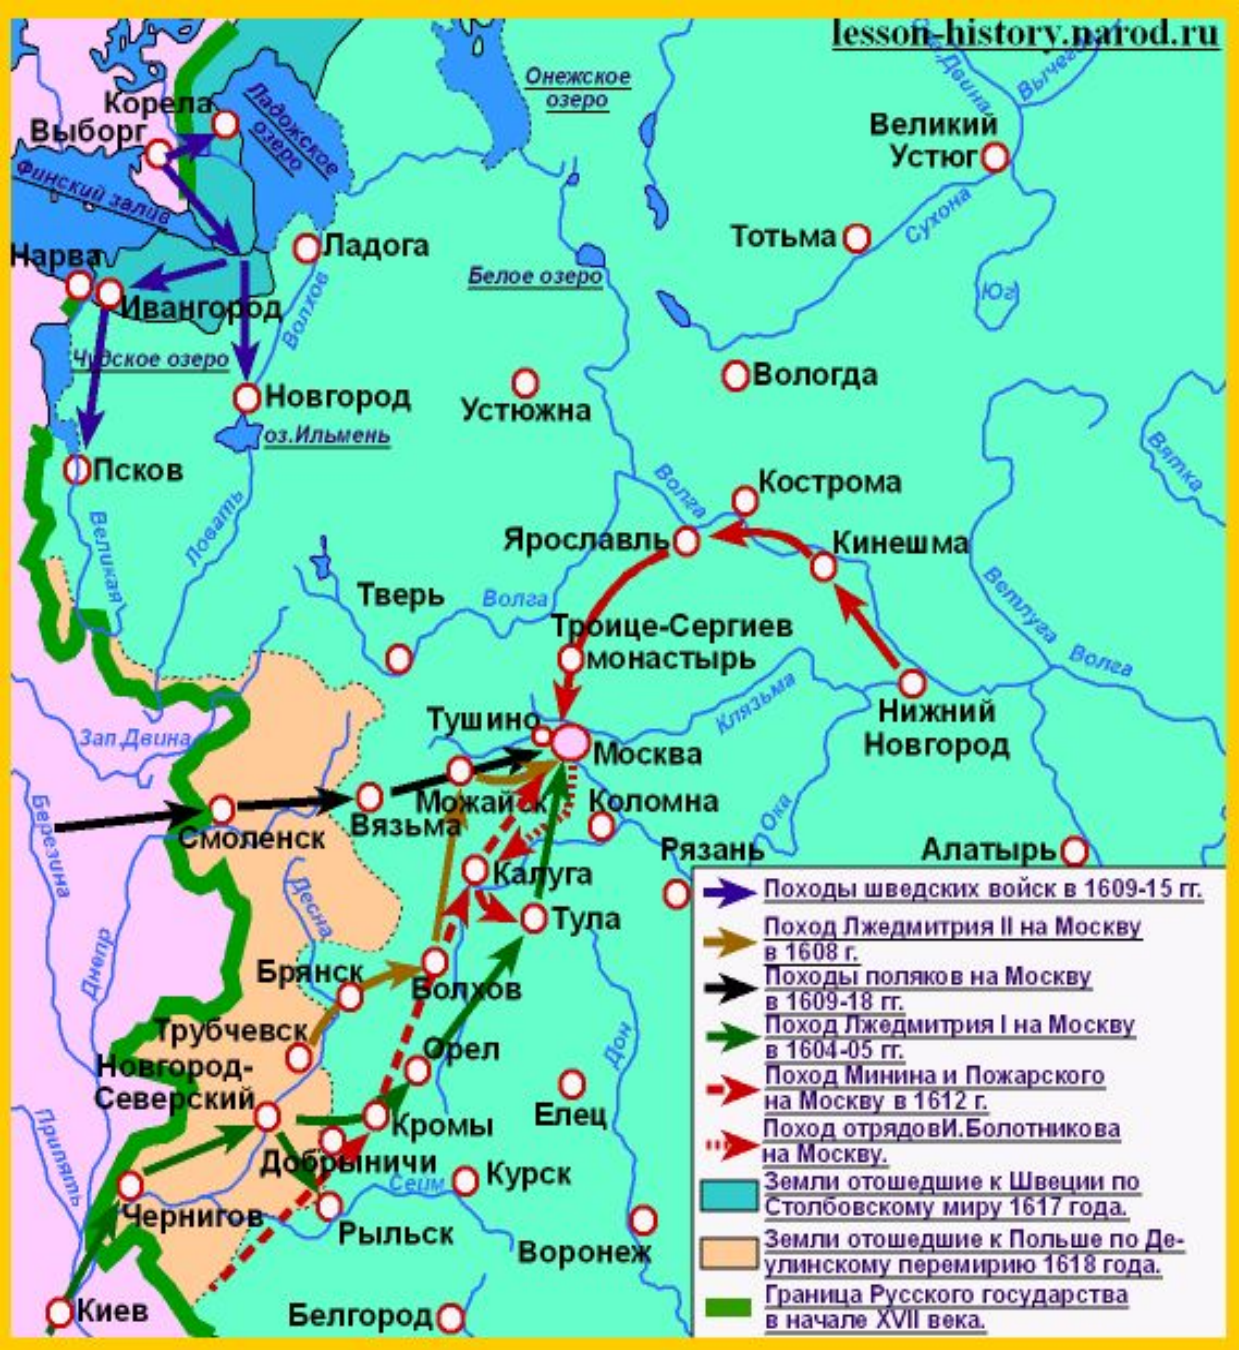 lesson-history.narod.ru
Онежское
озеро
С.Двина
Вычегда
Корела
Ладожское
озеро
Выборг
Великий
Устюг
Финский залив
Сухона
Тотьма
Нарва
Ладога
Белое озеро
Юг
Ивангород
Волхов
Чудское озеро
Вологда
Новгород
Устюжна
оз.Ильмень
Вятка
Псков
Волга
Кострома
Великая
Ловать
Ярославль
Кинешма
Тверь
Волга
Ветлуга
Троице-Сергиев
монастырь
Волга
Клязьма
Нижний
Новгород
Тушино
Зап.Двина
Москва
Можайск
Коломна
Березина
Смоленск
Вязьма
Ока
Рязань
Алатырь
Калуга
Десна
Тула
Днепр
Брянск
Болхов
Трубчевск
Дон
Новгород-
Северский
Орел
Елец
Припять
Кромы
Добрыничи
Сейм
Курск
Чернигов
Рыльск
Воронеж
Киев
Белгород
Походы шведских войск в 1609-15 гг.
Поход Лжедмитрия II на Москву
в 1608 г.
Походы поляков на Москву
в 1609-18 гг.
Поход Лжедмитрия I на Москву
в 1604-05 гг.
Поход Минина и Пожарского
на Москву в 1612 г.
Поход отрядовИ.Болотникова
на Москву.
Земли отошедшие к Швеции по
Столбовскому миру 1617 года.
Земли отошедшие к Польше по Де-
улинскому перемирию 1618 года.
Граница Русского государства
в начале XVII века.